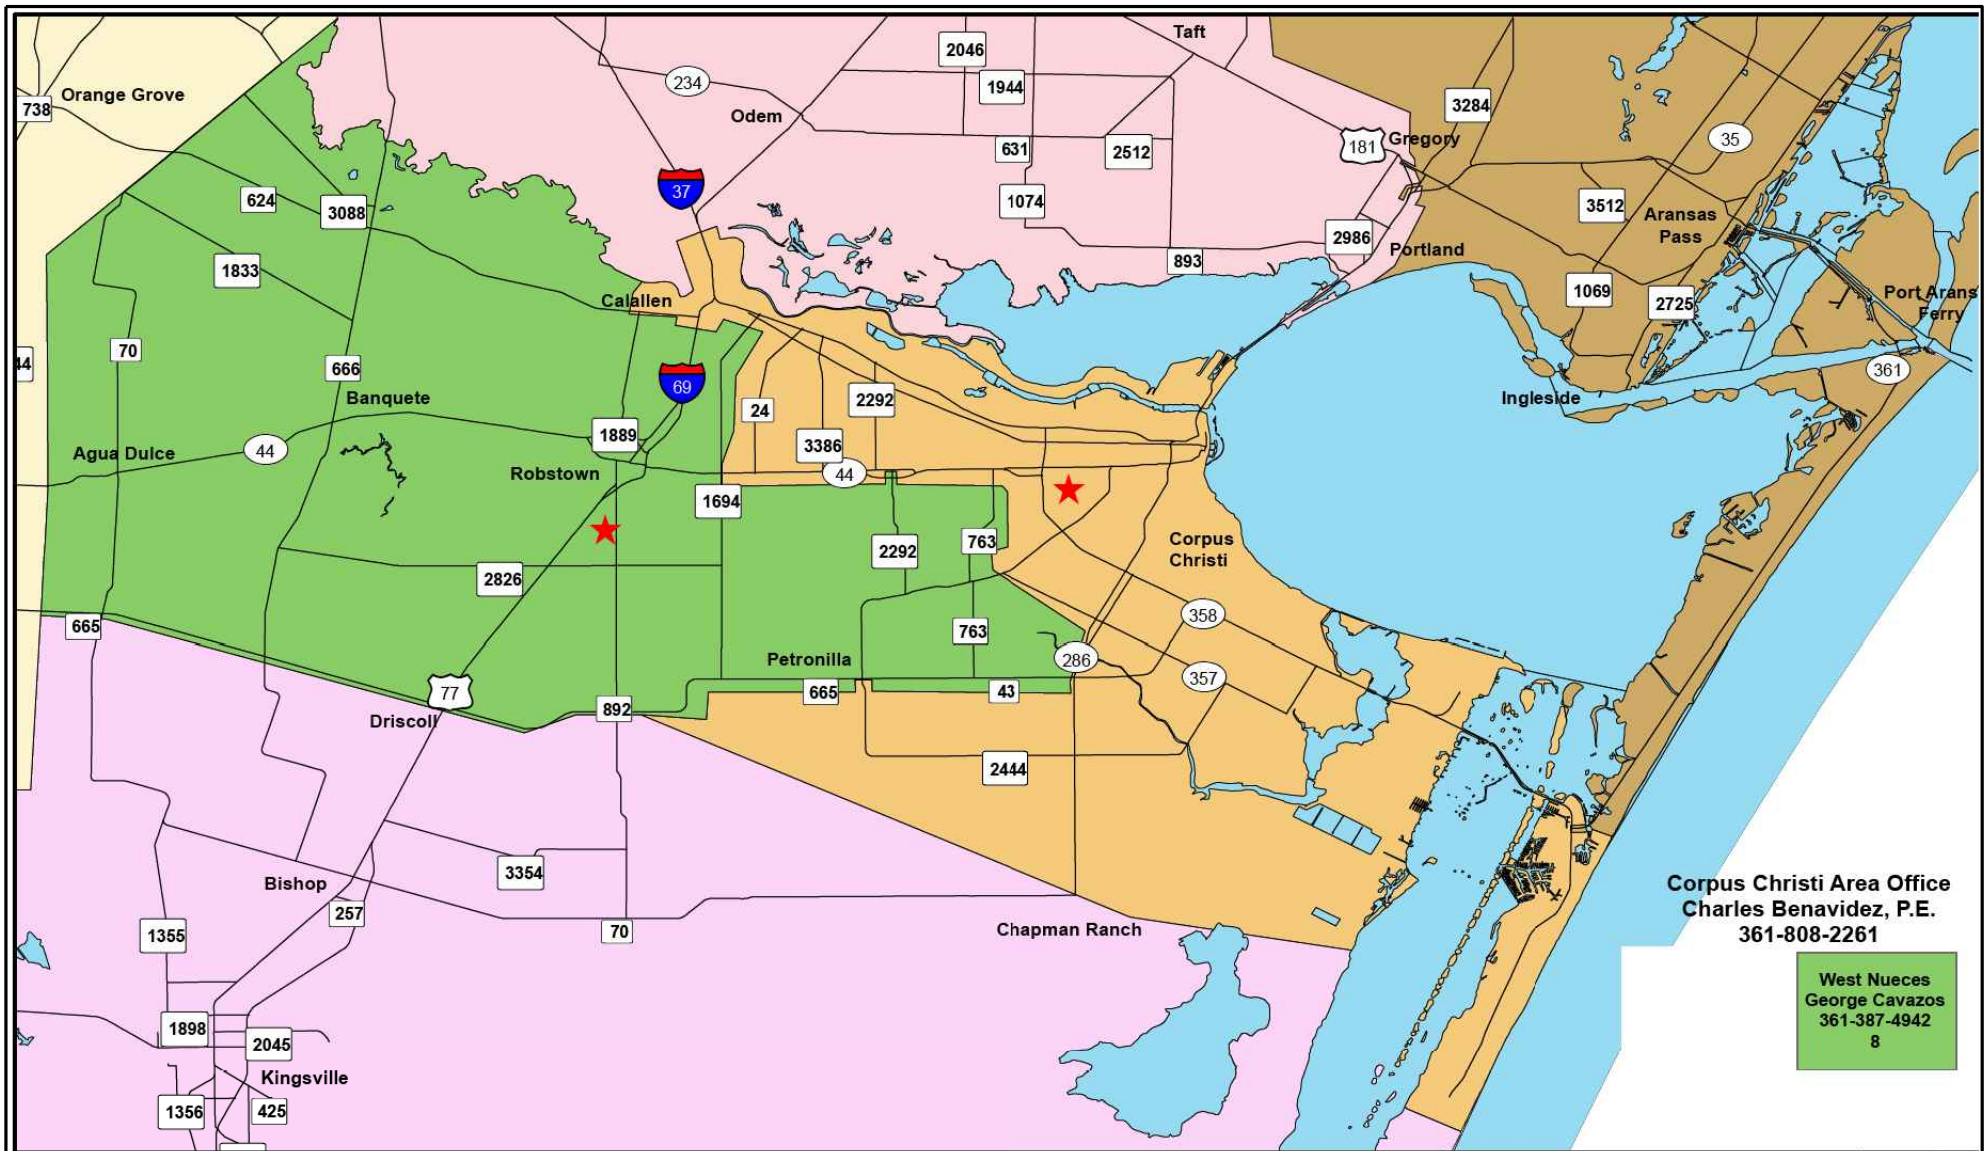 Taft
2046
234
1944
738
Orange Grove
3284
Odem
35
181
Gregory
631
2512
37
624
3088
1074
3512
Aransas
Pass
2986
Portland
1833
893
1069
2725
Port Arans
Ferry
Calallen
70
44
666
361
69
Banquete
24
2292
Ingleside
1889
3386
44
Agua Dulce
44
Robstown
1694
2292
763
Corpus
Christi
2826
358
665
763
Petronilla
286
357
77
665
43
Driscoll
892
2444
3354
Bishop
257
Corpus Christi Area Office
Charles Benavidez, P.E.
361-808-2261
1355
70
Chapman Ranch
West Nueces
George Cavazos
361-387-4942
8
1898
2045
Kingsville
1356
425